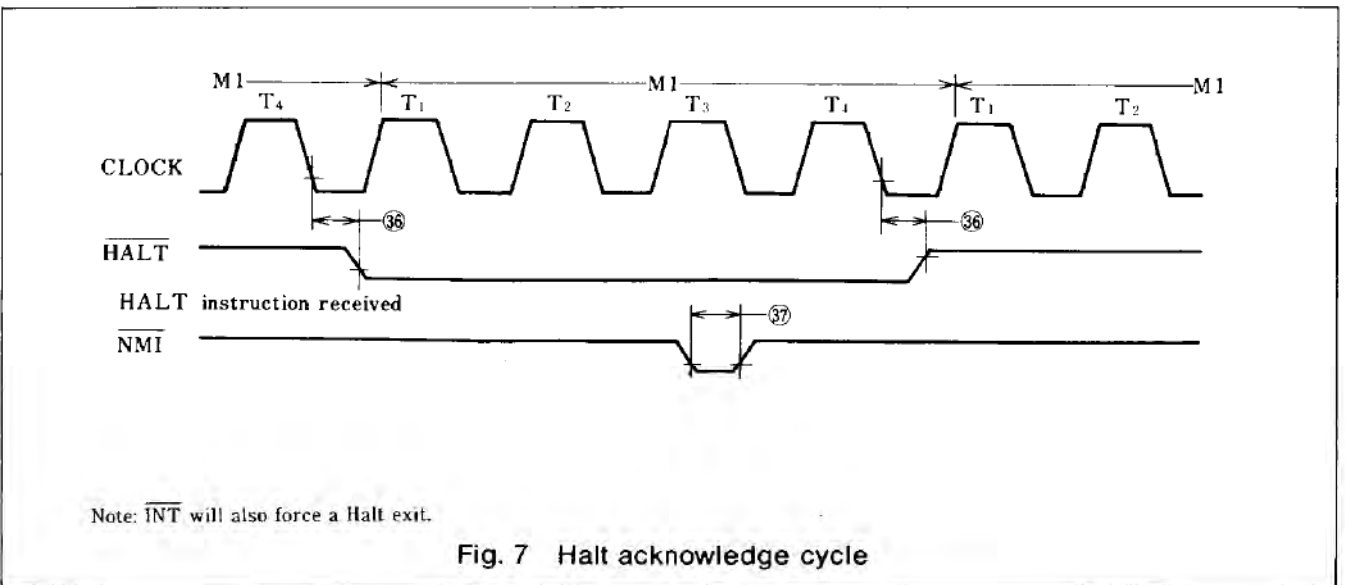 M1 M1 M1
T4 T1 T2 T3 T4 T1 T2
CLOCK
㊱ ㊱
HALT
HALT instruction received
㊲
NMI
Note: INT will also force a Halt exit.
Fig. 7 Halt acknowledge cycle